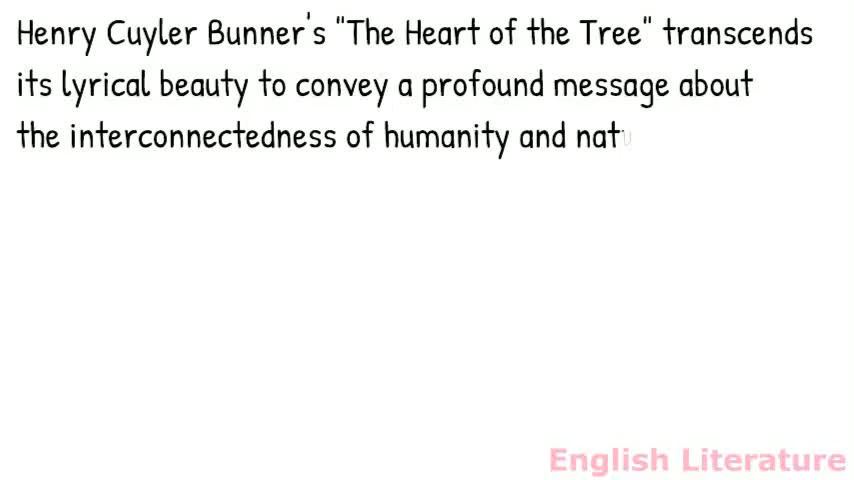 Henry Cuyler Bunner's "The Heart of the Tree" transcends
its lyrical beauty to convey a profound message about
the interconnectedness of humanity and natu
English Literature